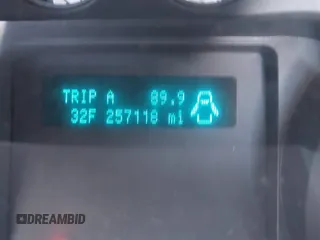 TRIP A 89.9
32F 257118 mi
DREAMBID